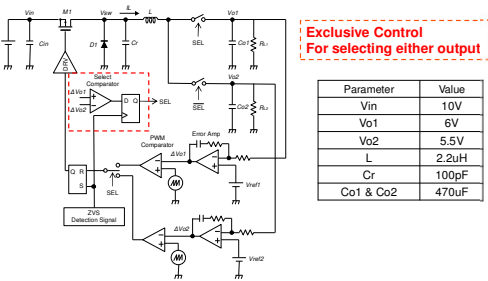 Vin
M1
Vsw
IL
L
Vo1
Cin
D1
Cr
SEL
Co1
RL1
DRV
Select
Comparator
ΔVo1
ΔVo2
D Q
SEL
Vo2
SEL
Co2
RL2
PWM
Comparator
Error Amp
ΔVo1
Q R
S
SEL
Vref1
ZVS
Detection Signal
ΔVo2
Vref2
Exclusive Control
For selecting either output
Parameter Value
Vin 10V
Vo1 6V
Vo2 5.5V
L 2.2uH
Cr 100pF
Co1 & Co2 470uF